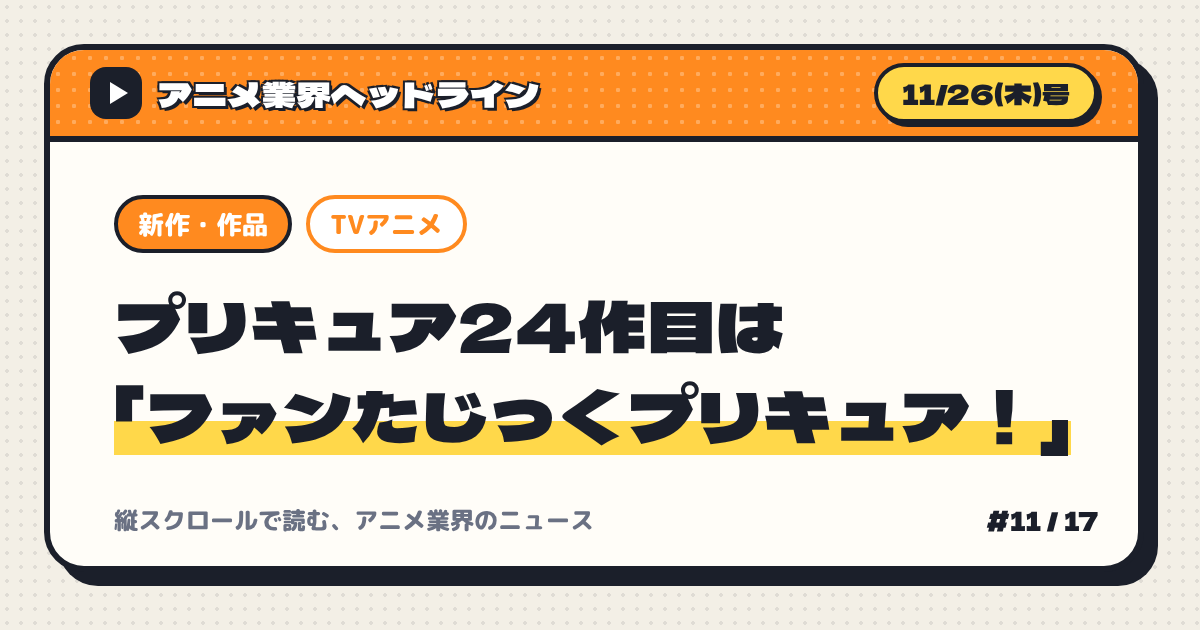 アニメ業界ヘッドライン
11/26(木)号
新作・作品
TVアニメ
プリキュア24作目は
「ファンたじっくプリキュア！」
縦スクロールで読む、アニメ業界のニュース
#11 / 17